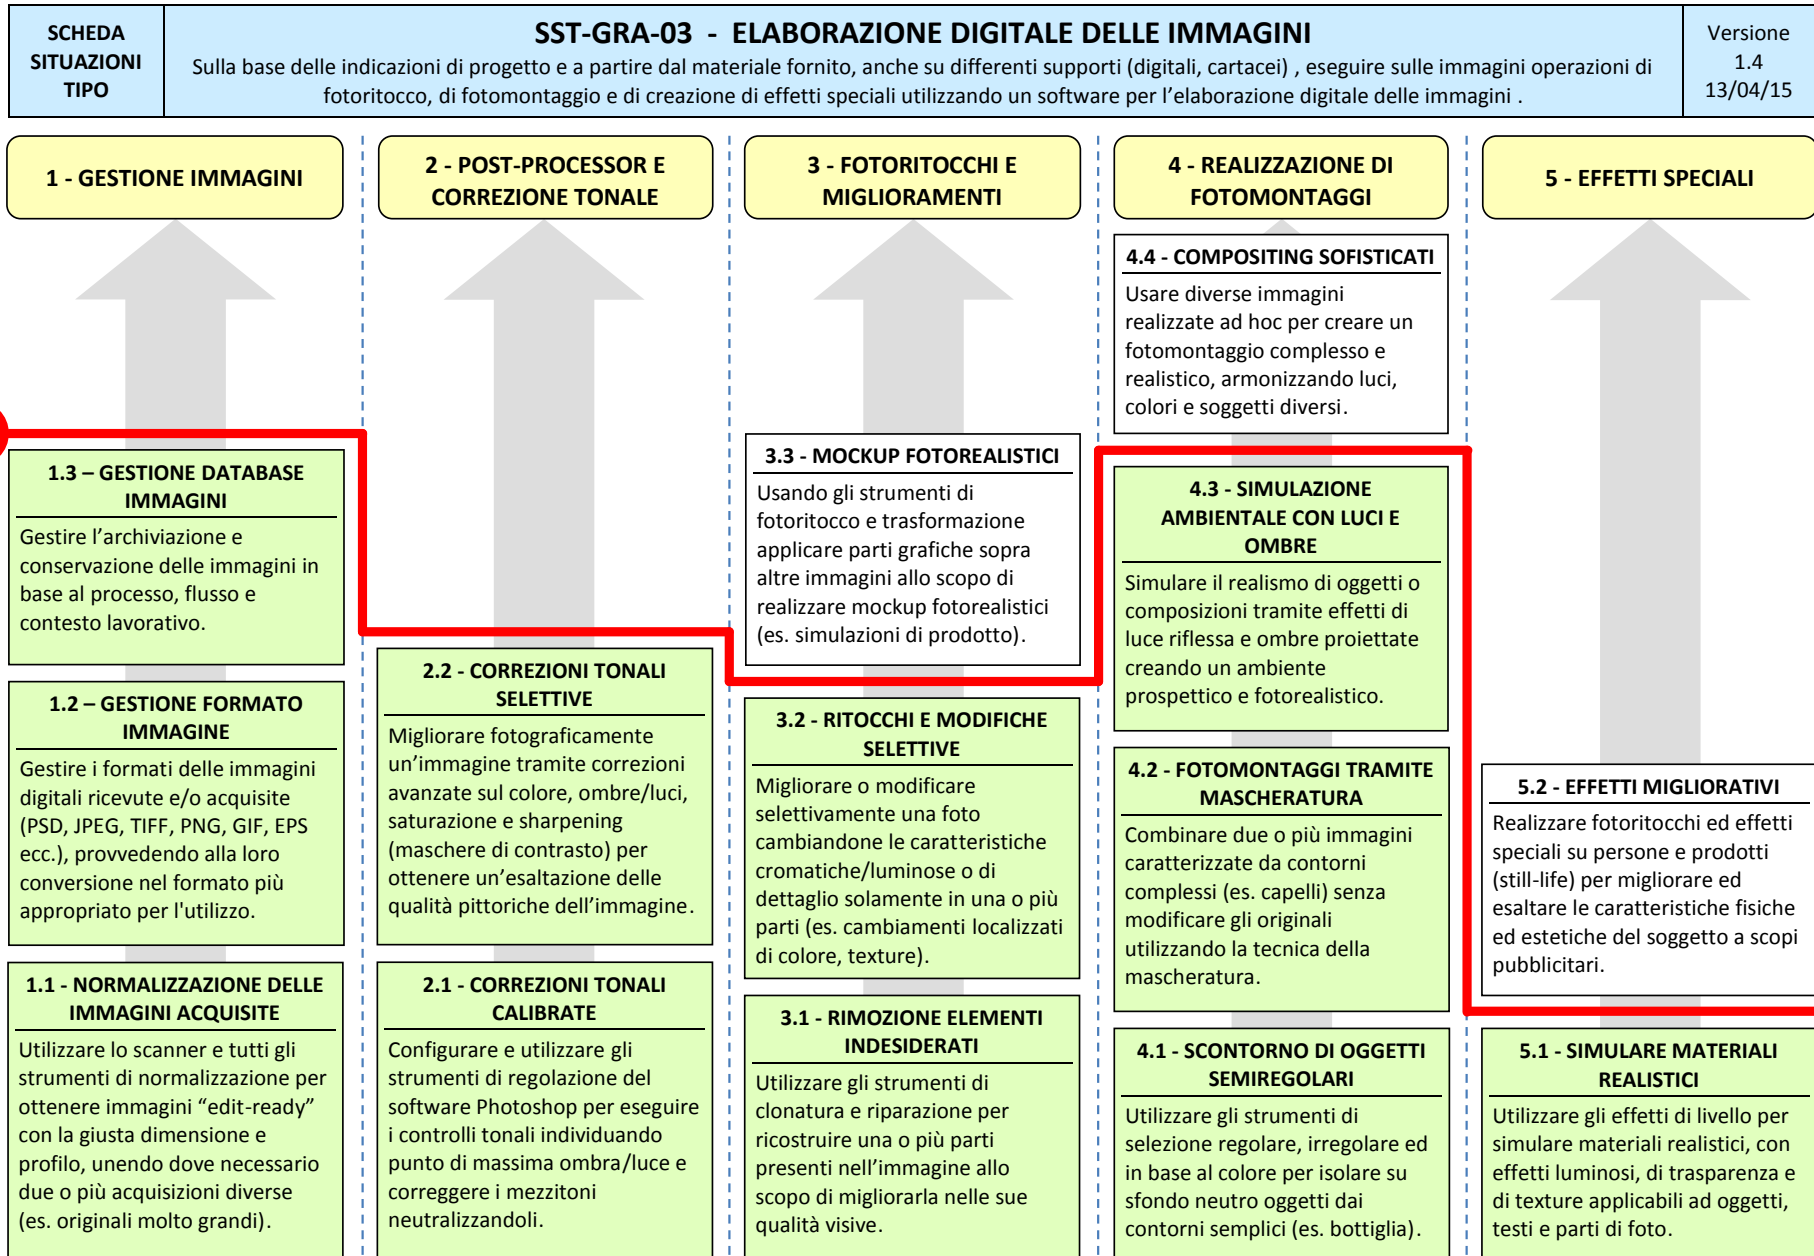 SCHEDA
SITUAZIONI
TIPO
SST-GRA-03 - ELABORAZIONE DIGITALE DELLE IMMAGINI
Sulla base delle indicazioni di progetto e a partire dal materiale fornito, anche su differenti supporti (digitali, cartacei) , eseguire sulle immagini operazioni di
fotoritocco, di fotomontaggio e di creazione di effetti speciali utilizzando un software per l’elaborazione digitale delle immagini .
Versione
1.4
13/04/15
1 - GESTIONE IMMAGINI
1.3 – GESTIONE DATABASE
IMMAGINI
Gestire l’archiviazione e
conservazione delle immagini in
base al processo, flusso e
contesto lavorativo.
1.2 – GESTIONE FORMATO
IMMAGINE
Gestire i formati delle immagini
digitali ricevute e/o acquisite
(PSD, JPEG, TIFF, PNG, GIF, EPS
ecc.), provvedendo alla loro
conversione nel formato più
appropriato per l'utilizzo.
1.1 - NORMALIZZAZIONE DELLE
IMMAGINI ACQUISITE
Utilizzare lo scanner e tutti gli
strumenti di normalizzazione per
ottenere immagini “edit-ready”
con la giusta dimensione e
profilo, unendo dove necessario
due o più acquisizioni diverse
(es. originali molto grandi).
2 - POST-PROCESSOR E
CORREZIONE TONALE
2.2 - CORREZIONI TONALI
SELETTIVE
Migliorare fotograficamente
un’immagine tramite correzioni
avanzate sul colore, ombre/luci,
saturazione e sharpening
(maschere di contrasto) per
ottenere un’esaltazione delle
qualità pittoriche dell’immagine.
2.1 - CORREZIONI TONALI
CALIBRATE
Configurare e utilizzare gli
strumenti di regolazione del
software Photoshop per eseguire
i controlli tonali individuando
punto di massima ombra/luce e
correggere i mezzitoni
neutralizzandoli.
3 - FOTORITOCCHI E
MIGLIORAMENTI
3.3 - MOCKUP FOTOREALISTICI
Usando gli strumenti di
fotoritocco e trasformazione
applicare parti grafiche sopra
altre immagini allo scopo di
realizzare mockup fotorealistici
(es. simulazioni di prodotto).
3.2 - RITOCCHI E MODIFICHE
SELETTIVE
Migliorare o modificare
selettivamente una foto
cambiandone le caratteristiche
cromatiche/luminose o di
dettaglio solamente in una o più
parti (es. cambiamenti localizzati
di colore, texture).
3.1 - RIMOZIONE ELEMENTI
INDESIDERATI
Utilizzare gli strumenti di
clonatura e riparazione per
ricostruire una o più parti
presenti nell’immagine allo
scopo di migliorarla nelle sue
qualità visive.
4 - REALIZZAZIONE DI
FOTOMONTAGGI
4.4 - COMPOSITING SOFISTICATI
Usare diverse immagini
realizzate ad hoc per creare un
fotomontaggio complesso e
realistico, armonizzando luci,
colori e soggetti diversi.
4.3 - SIMULAZIONE
AMBIENTALE CON LUCI E
OMBRE
Simulare il realismo di oggetti o
composizioni tramite effetti di
luce riflessa e ombre proiettate
creando un ambiente
prospettico e fotorealistico.
4.2 - FOTOMONTAGGI TRAMITE
MASCHERATURA
Combinare due o più immagini
caratterizzate da contorni
complessi (es. capelli) senza
modificare gli originali
utilizzando la tecnica della
mascheratura.
4.1 - SCONTORNO DI OGGETTI
SEMIREGOLARI
Utilizzare gli strumenti di
selezione regolare, irregolare ed
in base al colore per isolare su
sfondo neutro oggetti dai
contorni semplici (es. bottiglia).
5 - EFFETTI SPECIALI
5.2 - EFFETTI MIGLIORATIVI
Realizzare fotoritocchi ed effetti
speciali su persone e prodotti
(still-life) per migliorare ed
esaltare le caratteristiche fisiche
ed estetiche del soggetto a scopi
pubblicitari.
5.1 - SIMULARE MATERIALI
REALISTICI
Utilizzare gli effetti di livello per
simulare materiali realistici, con
effetti luminosi, di trasparenza e
di texture applicabili ad oggetti,
testi e parti di foto.